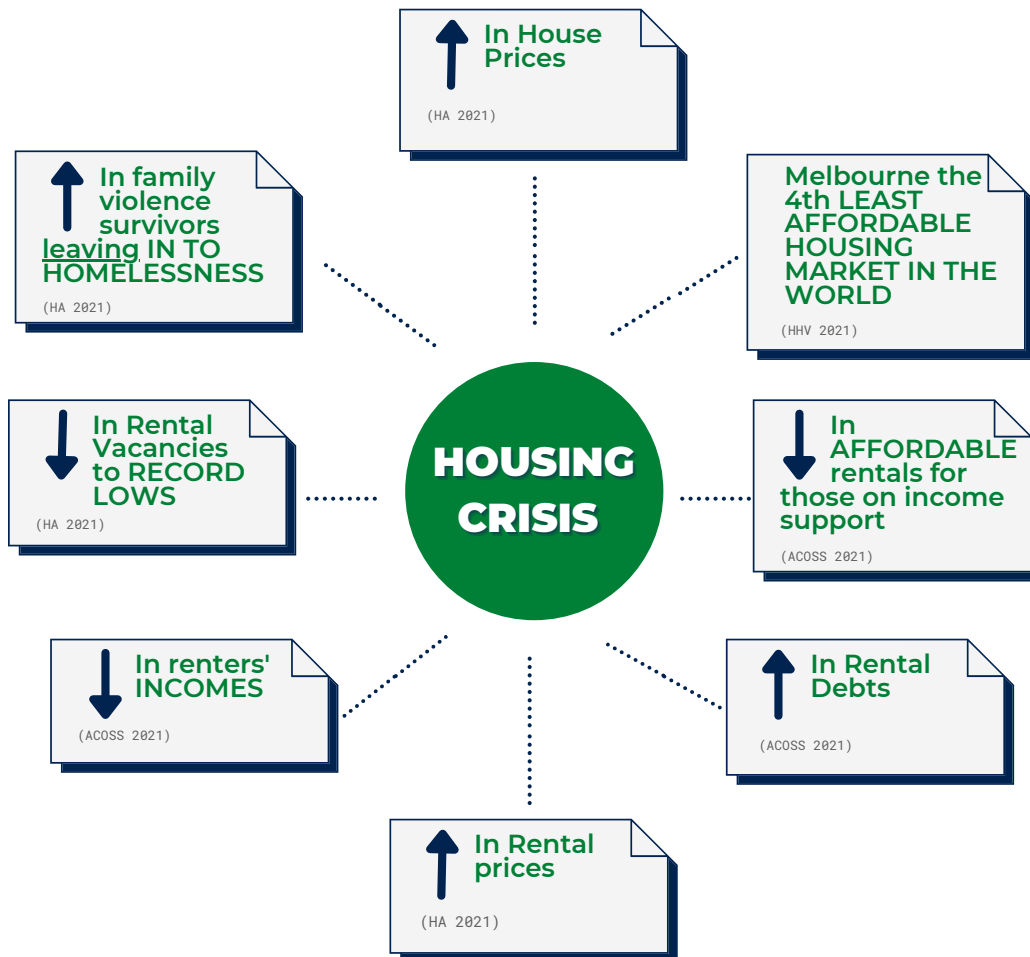 In House
Prices
(HA 2021)
In family
violence
survivors
leaving IN TO
HOMELESSNESS
(HA 2021)
Melbourne the
4th LEAST
AFFORDABLE
HOUSING
MARKET IN THE
WORLD
(HHV 2021)
In Rental
Vacancies
to RECORD
LOWS
(HA 2021)
HOUSING
CRISIS
In
AFFORDABLE
rentals for
those on income
support
(ACOSS 2021)
In renters'
INCOMES
(ACOSS 2021)
In Rental
Debts
(ACOSS 2021)
In Rental
prices
(HA 2021)